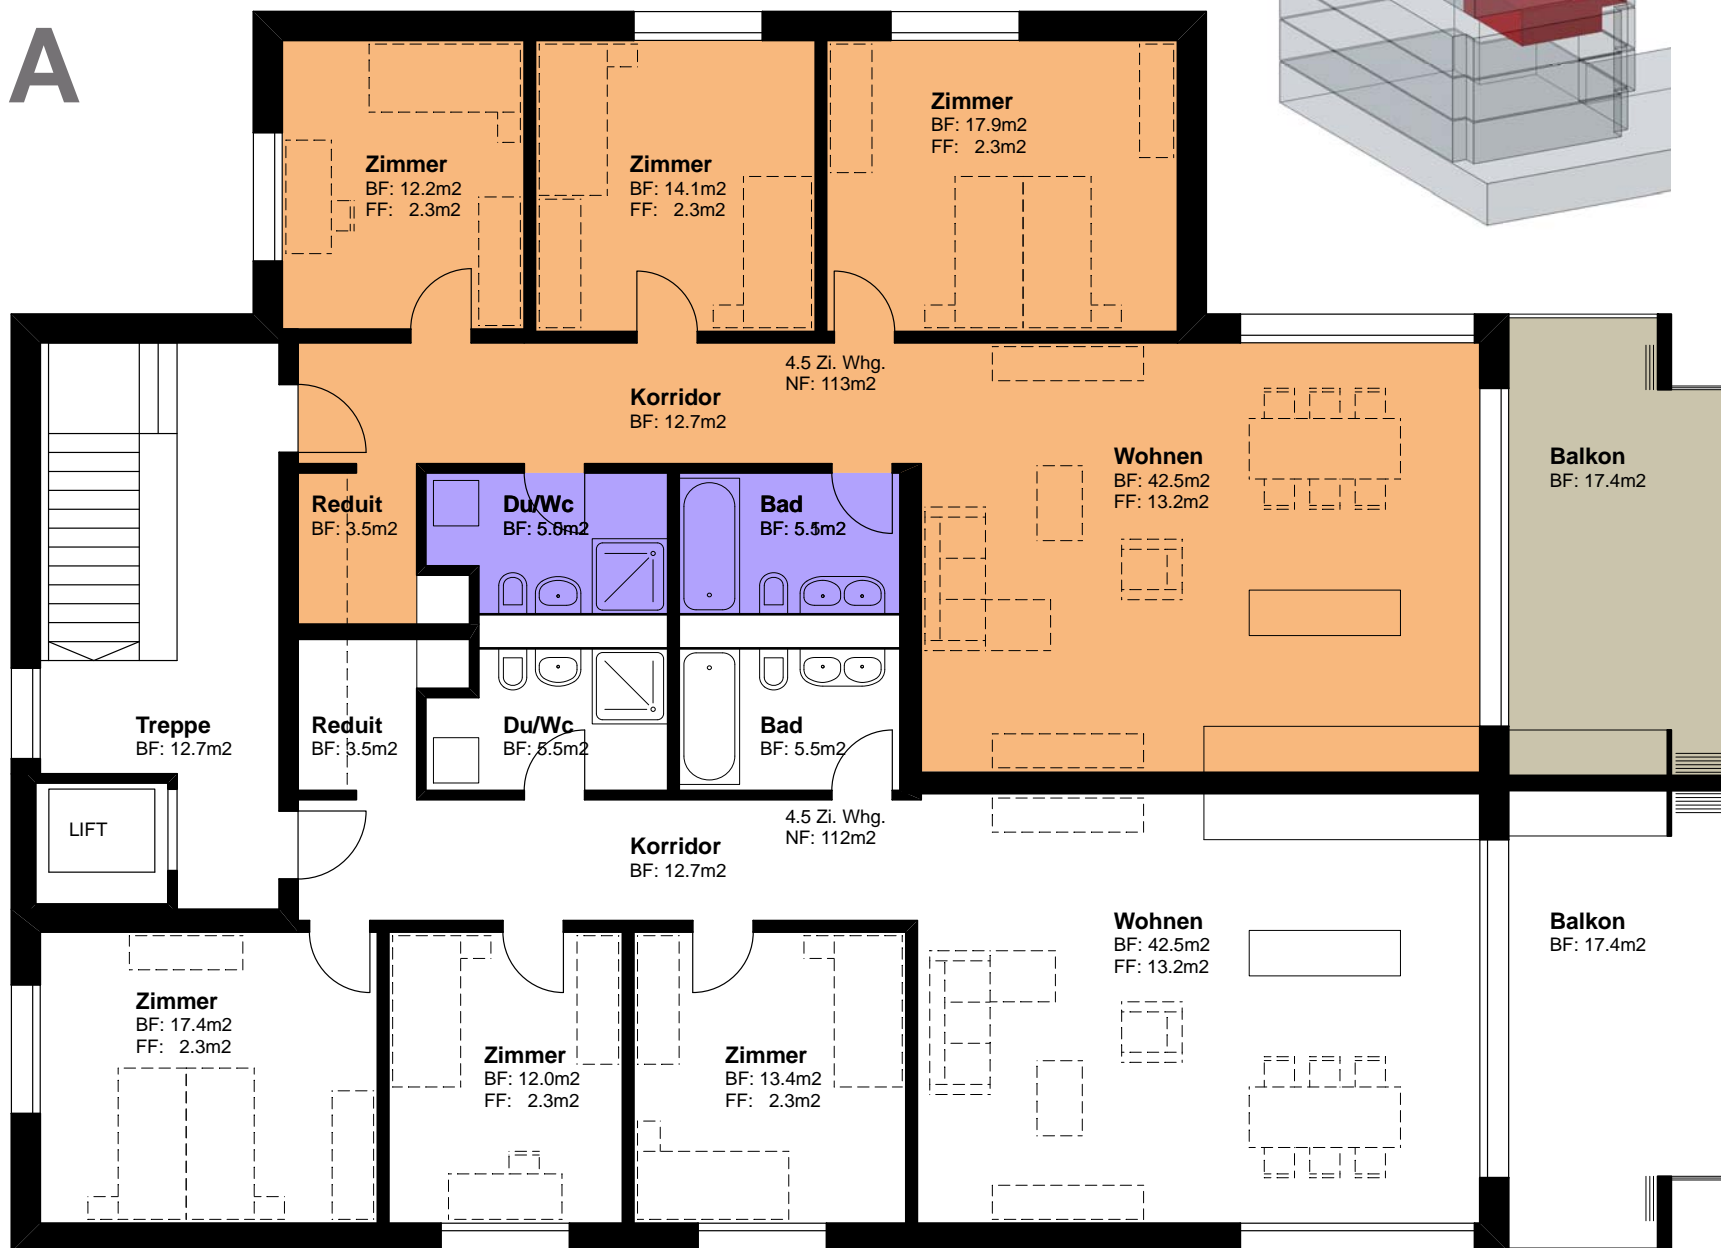 A
Zimmer
BF: 12.2m2
FF: 2.3m2
Zimmer
BF: 14.1m2
FF: 2.3m2
Zimmer
BF: 17.9m2
FF: 2.3m2
4.5 Zi. Whg.
NF: 113m2
Korridor
BF: 12.7m2
Wohnen
BF: 42.5m2
FF: 13.2m2
Balkon
BF: 17.4m2
Reduit
BF: 3.5m2
Du/Wc
BF:
Bad
BF:
Treppe
BF: 12.7m2
Reduit
BF: 3.5m2
Du/Wc
BF: 5.5m2
Bad
BF: 5.5m2
LIFT
4.5 Zi. Whg.
NF: 112m2
Korridor
BF: 12.7m2
Wohnen
BF: 42.5m2
FF: 13.2m2
Balkon
BF: 17.4m2
Zimmer
BF: 17.4m2
FF: 2.3m2
Zimmer
BF: 12.0m2
FF: 2.3m2
Zimmer
BF: 13.4m2
FF: 2.3m2